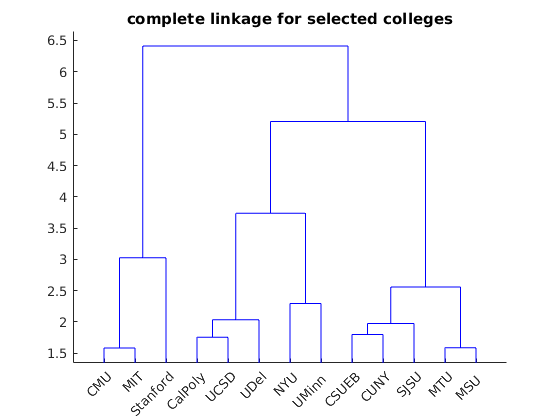 complete linkage for selected colleges
6.5
6
5.5
5
4.5
4
3.5
3
2.5
2
1.5
CMU
MIT
Stanford
CalPoly
UCSD
UDel
NYU
UMinn
CSUEB
CUNY
SJSU
MTU
MSU